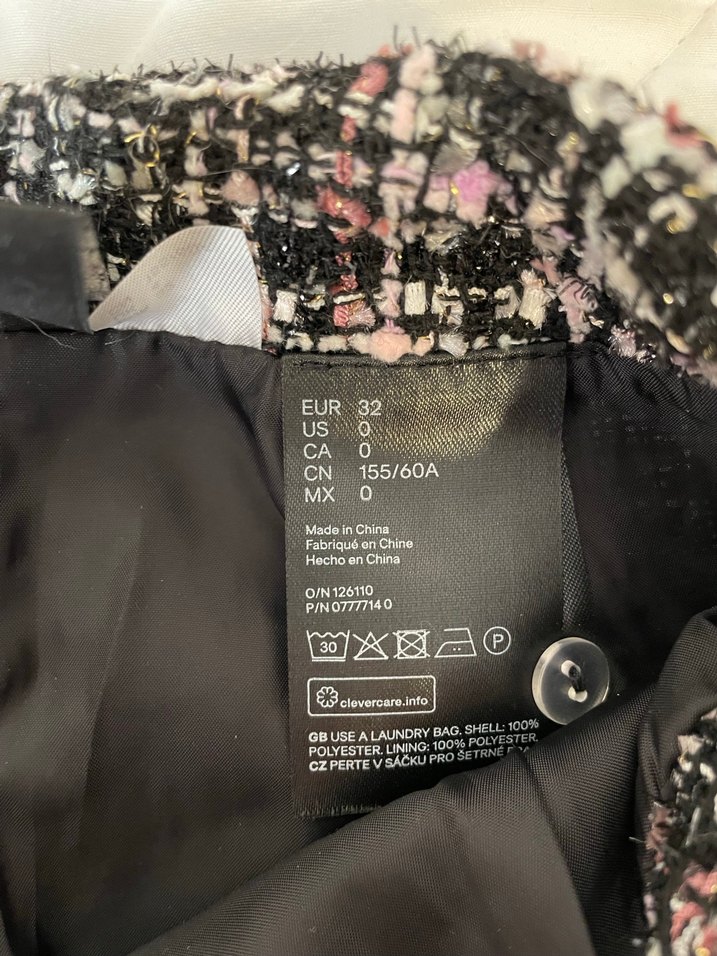 EUR 32
US 0
CA 0
CN 155/60A
MX 0
Made in China
Fabriqué en Chine
Hecho en China
O/N 126110
P/N 0777714 0
30 P
clevercare.info
GB USE A LAUNDRY BAG. SHELL: 100%
POLYESTER. LINING: 100% POLYESTER.
CZ PERTE V SÁČKU PRO ŠETRNÉ